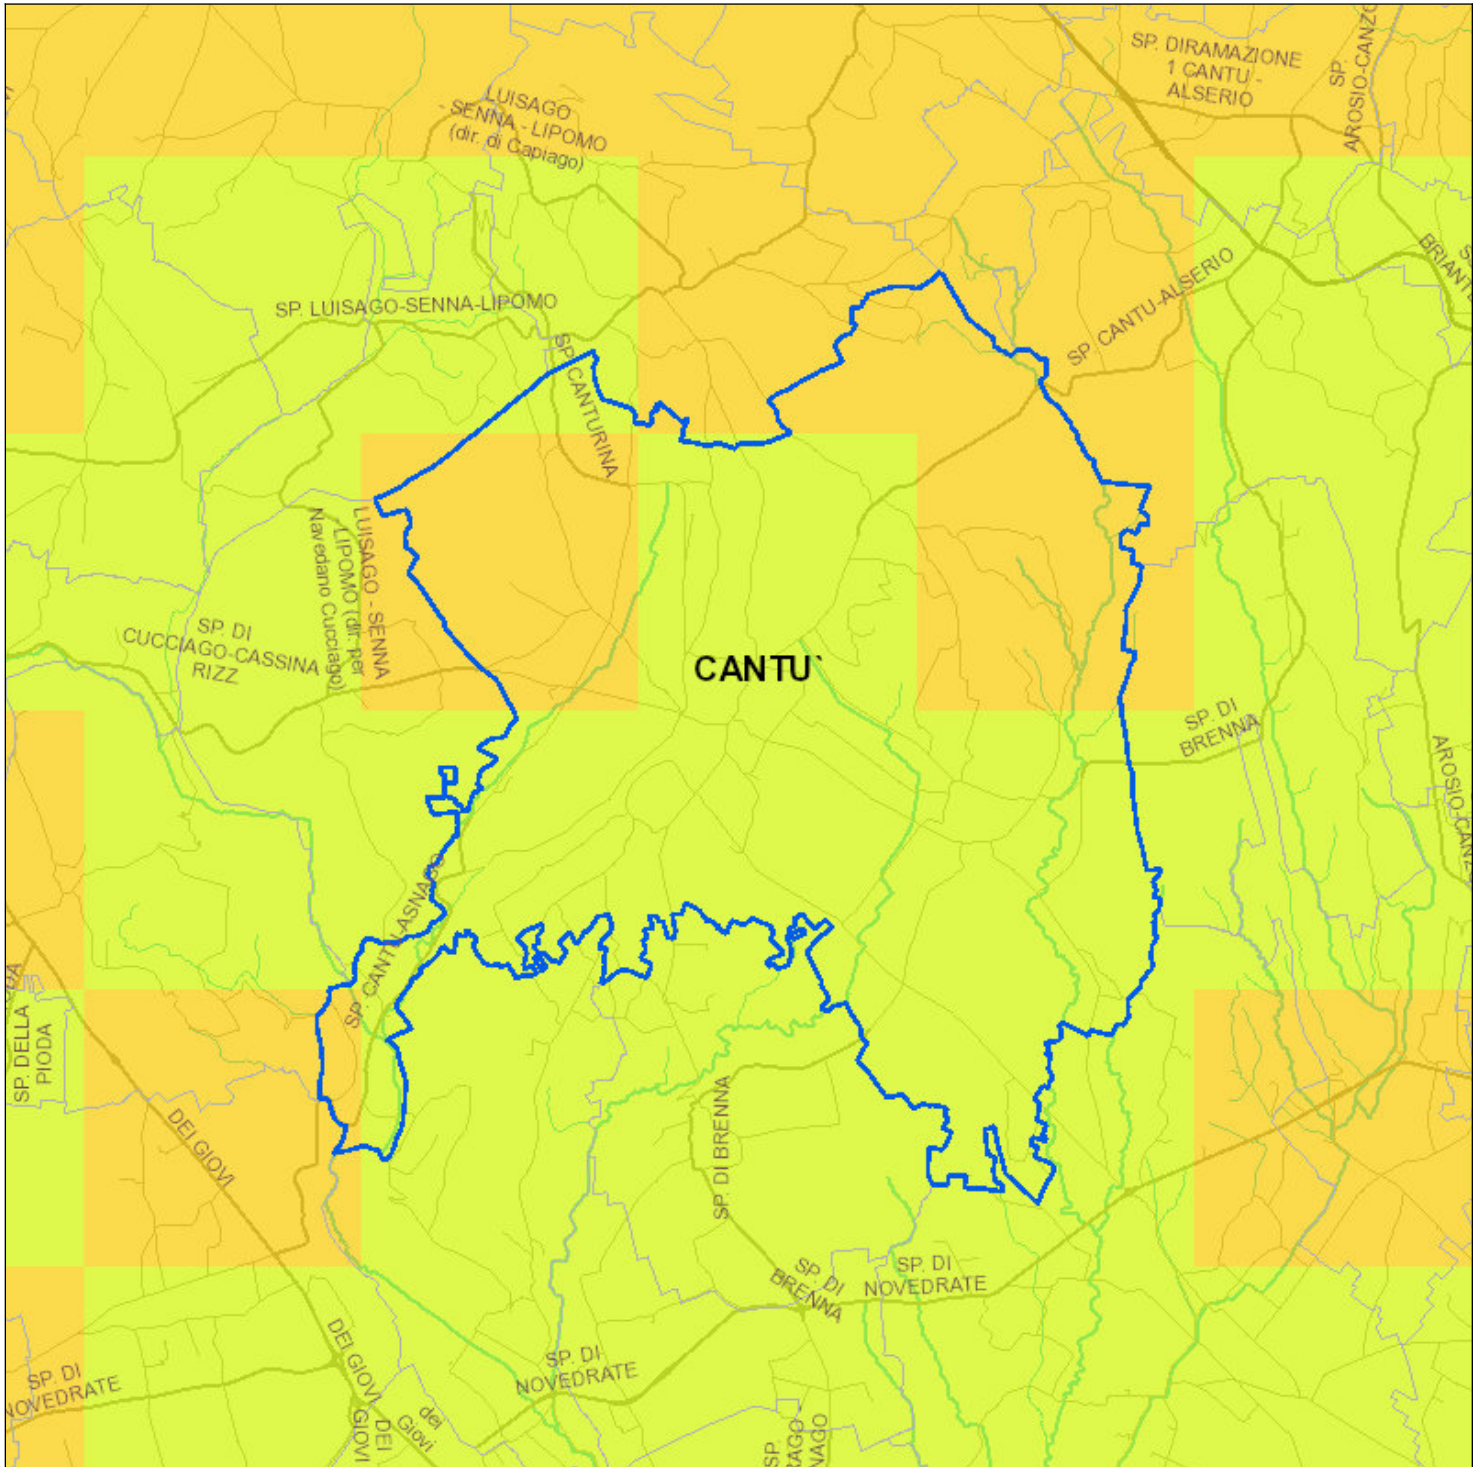 SP. DIRAMAZIONE
1 CANTU -
ALSERIO
SP.
AROSIO-CANZO
LUISAGO
- SENNA - LIPOMO
(dir. di Capiago)
SP. LUISAGO-SENNA-LIPOMO
SP. CANTURINA
SP. CANTU-ALSERIO
LUISAGO - SENNA
LIPOMO (dir. per
Navedano Cucciago)
SP. DI
CUCCIAGO-CASSINA
RIZZ
CANTU`
SP. DI
BRENNA
AROSIO-CANZ
SP. CANTU-ASNAGO
SP. DELLA
PIODA
DEI GIOVI
SP. DI BRENNA
SP. DI
BRENNA
SP. DI
NOVEDRATE
SP. DI
NOVEDRATE
SP. DI
NOVEDRATE
DEI GIOVI
DEI
GIOVI
dei
Giovi
SP.